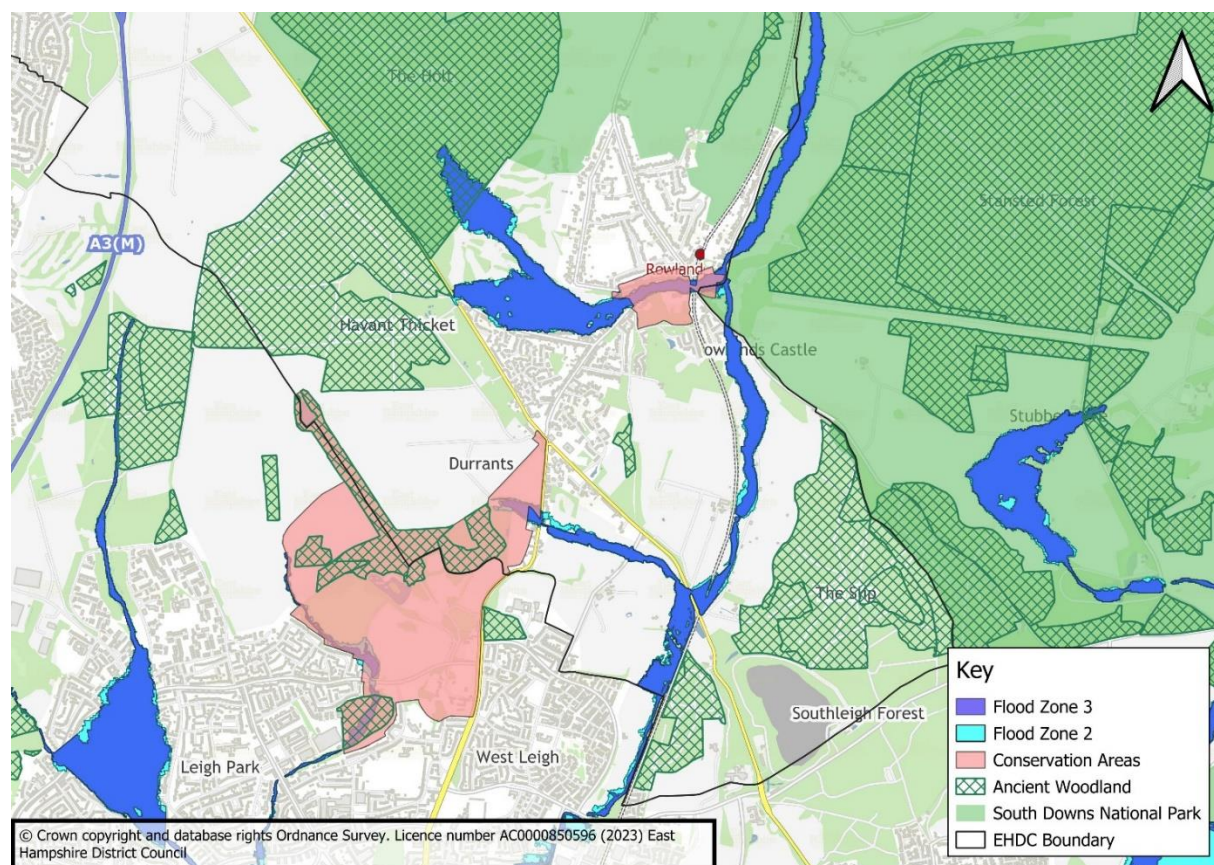 The Holt
Stansted Forest
A3(M)
Rowland
Havant Thicket
owlands Castle
Durrants
The Slip
Southleigh Forest
West Leigh
Leigh Park
Key
Flood Zone 3
Flood Zone 2
Conservation Areas
Ancient Woodland
South Downs National Park
EHDC Boundary
© Crown copyright and database rights Ordnance Survey. Licence number AC0000850596 (2023) East
Hampshire District Council